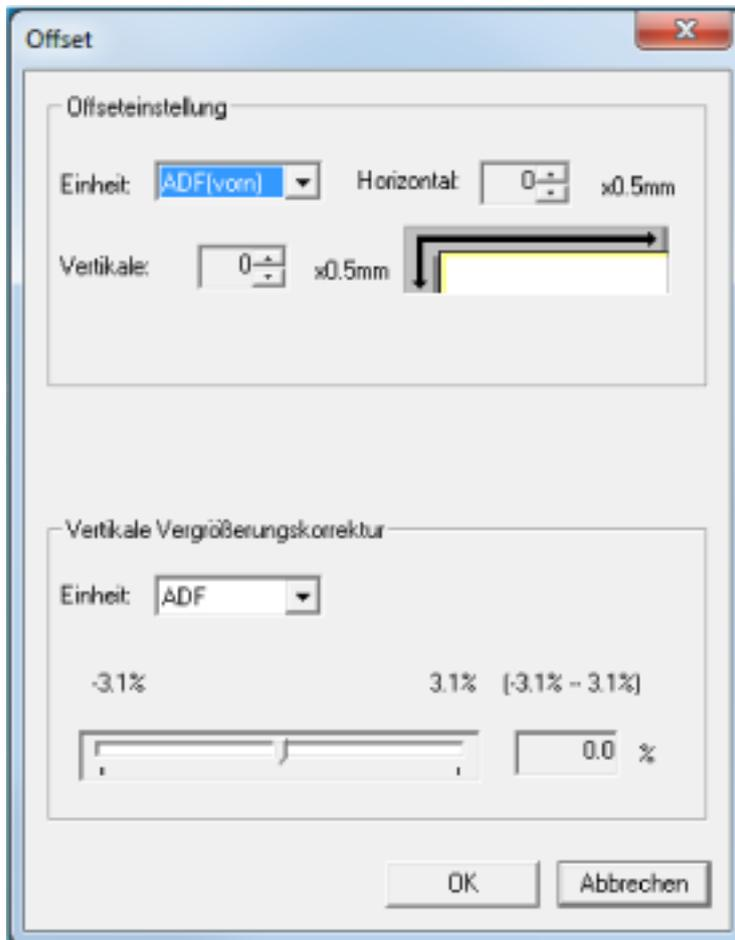 Offset
Offseteinstellung
Einheit: ADF(vorn) Horizontal: 0 x0.5mm
Vertikale: 0 x0.5mm
Vertikale Vergrößerungskorrektur
Einheit: ADF
-3.1% 3.1% (-3.1% -- 3.1%)
0.0 %
OK Abbrechen